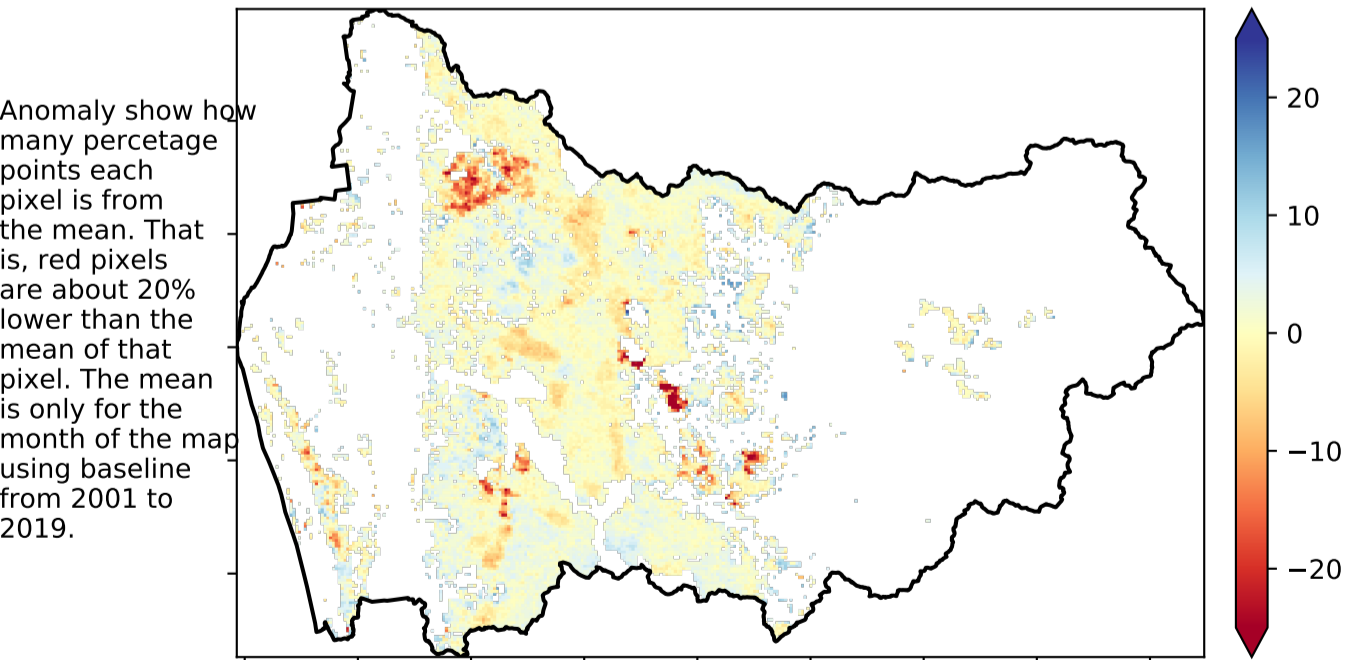 Anomaly show how
many percetage
points each
pixel is from
the mean. That
is, red pixels
are about 20%
lower than the
mean of that
pixel. The mean
is only for the
month of the map
using baseline
from 2001 to
2019.
20
10
0
−10
−20